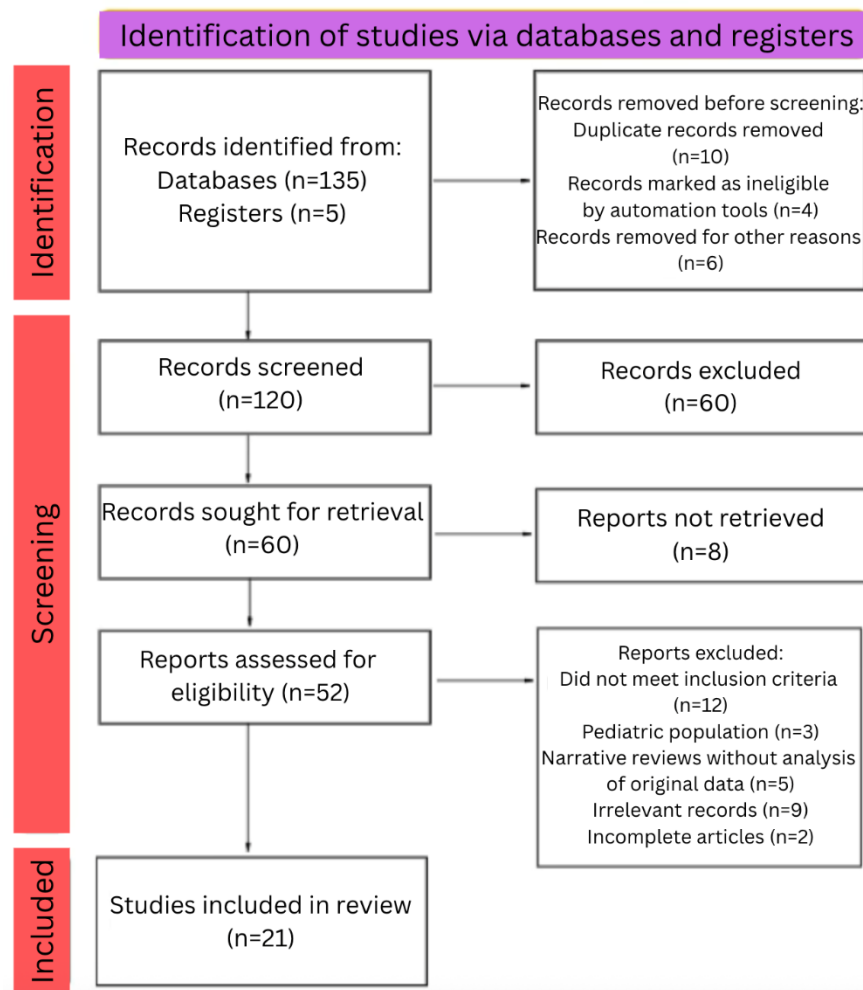 Identification of studies via databases and registers
Identification
Records identified from:
Databases (n=135)
Registers (n=5)
Records removed before screening:
Duplicate records removed
(n=10)
Records marked as ineligible
by automation tools (n=4)
Records removed for other reasons
(n=6)
Screening
Records screened
(n=120)
Records excluded
(n=60)
Records sought for retrieval
(n=60)
Reports not retrieved
(n=8)
Reports assessed for
eligibility (n=52)
Reports excluded:
Did not meet inclusion criteria
(n=12)
Pediatric population (n=3)
Narrative reviews without analysis
of original data (n=5)
Irrelevant records (n=9)
Incomplete articles (n=2)
Included
Studies included in review
(n=21)